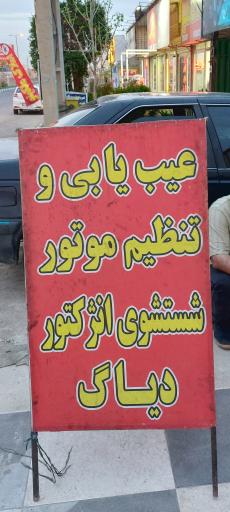 عیب یابی و
تنظیم موتور
شستشوی انژکتور
دیاگ